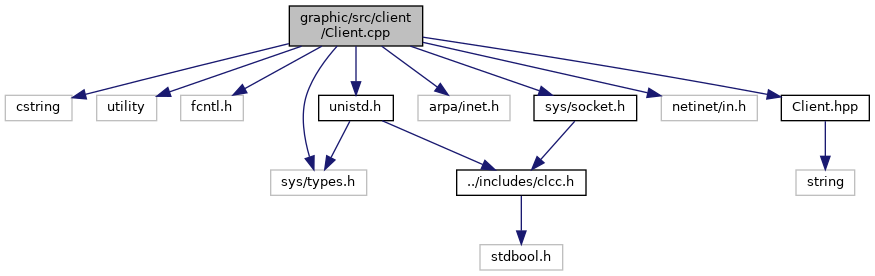 graphic/src/client
/Client.cpp
cstring
utility
fcntl.h
unistd.h
arpa/inet.h
sys/socket.h
netinet/in.h
Client.hpp
sys/types.h
../includes/clcc.h
string
stdbool.h